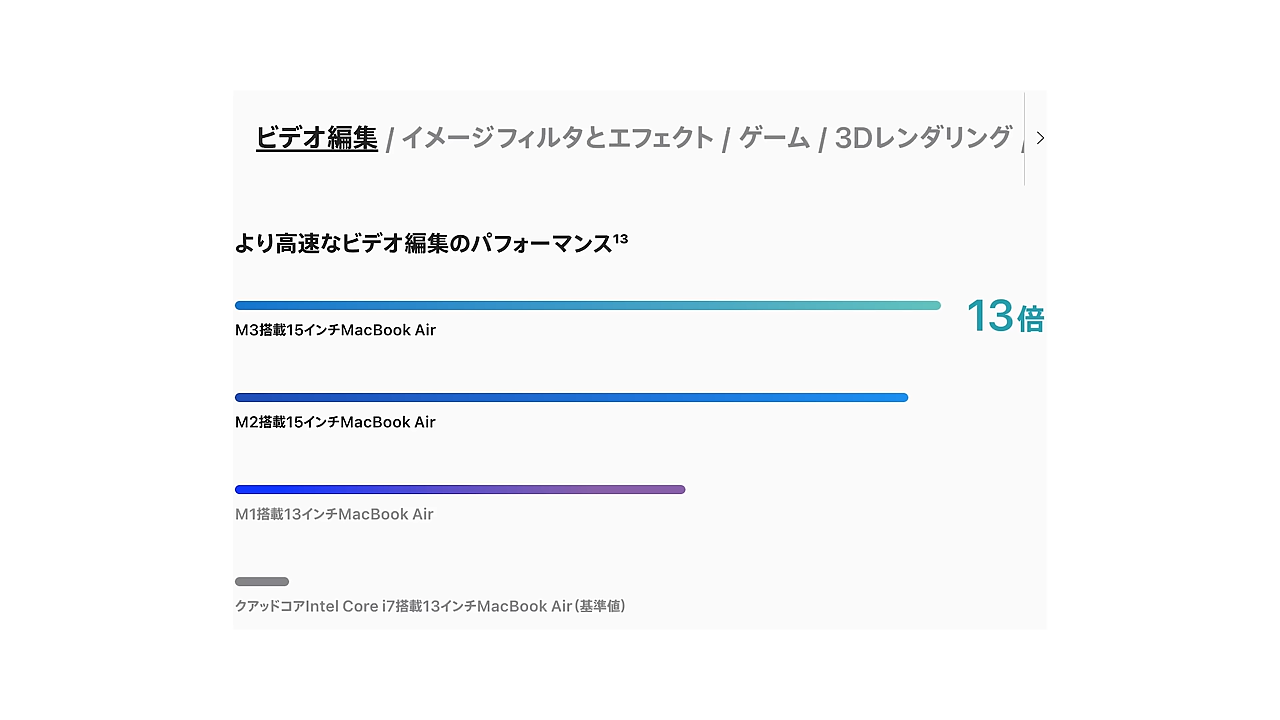 ビデオ編集 / イメージフィルタとエフェクト / ゲーム / 3Dレンダリング /
より高速なビデオ編集のパフォーマンス¹³
13倍
M3搭載15インチMacBook Air
M2搭載15インチMacBook Air
M1搭載13インチMacBook Air
クアッドコアIntel Core i7搭載13インチMacBook Air(基準値)